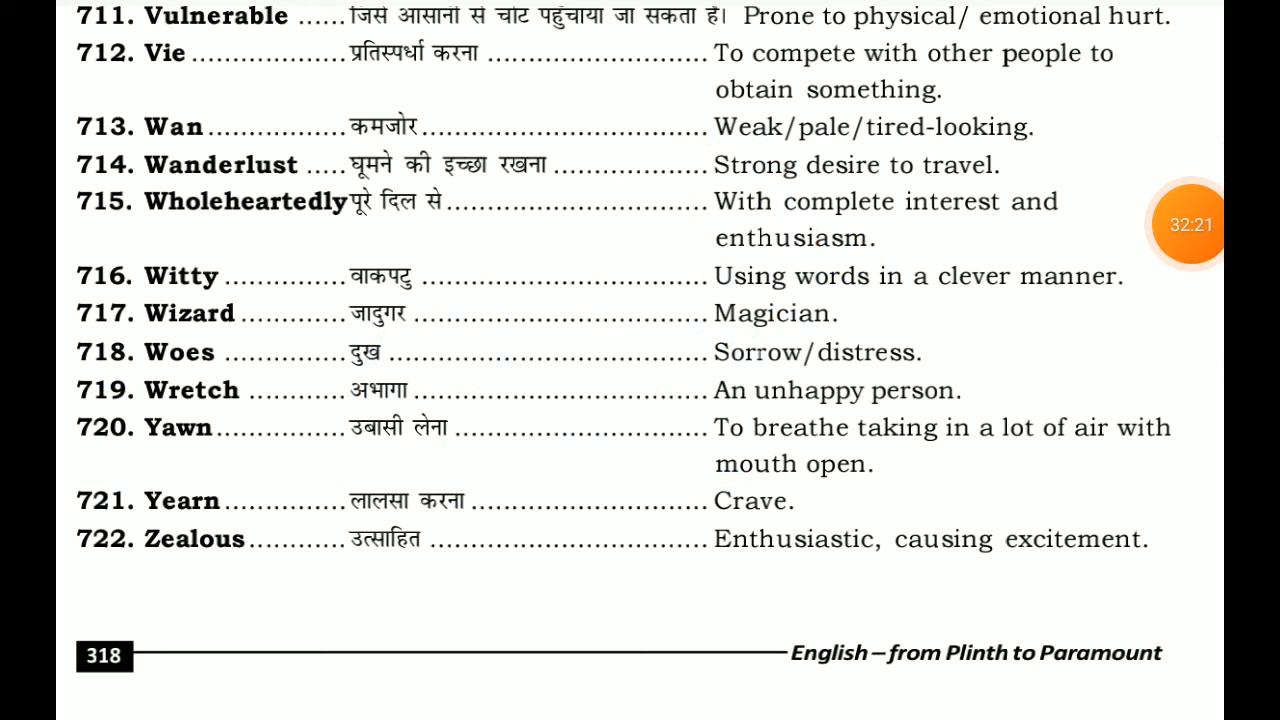 711. Vulnerable ...... जिसे आसानी से चोट पहुँचाया जा सकता है। Prone to physical/ emotional hurt.
712. Vie ................... प्रतिस्पर्धा करना ........................... To compete with other people to
obtain something.
713. Wan ................. कमजोर ................................... Weak/pale/tired-looking.
32:21
714. Wanderlust ..... घूमने की इच्छा रखना ................... Strong desire to travel.
715. Wholeheartedly पूरे दिल से ................................ With complete interest and
enthusiasm.
716. Witty ............... वाकपटु ................................... Using words in a clever manner.
717. Wizard ............. जादुगर .................................... Magician.
718. Woes ............... दुख ....................................... Sorrow/distress.
719. Wretch ............ अभागा .................................... An unhappy person.
720. Yawn ................ उबासी लेना ............................... To breathe taking in a lot of air with
mouth open.
721. Yearn ............... लालसा करना ............................. Crave.
722. Zealous ............ उत्साहित .................................. Enthusiastic, causing excitement.
318 English – from Plinth to Paramount